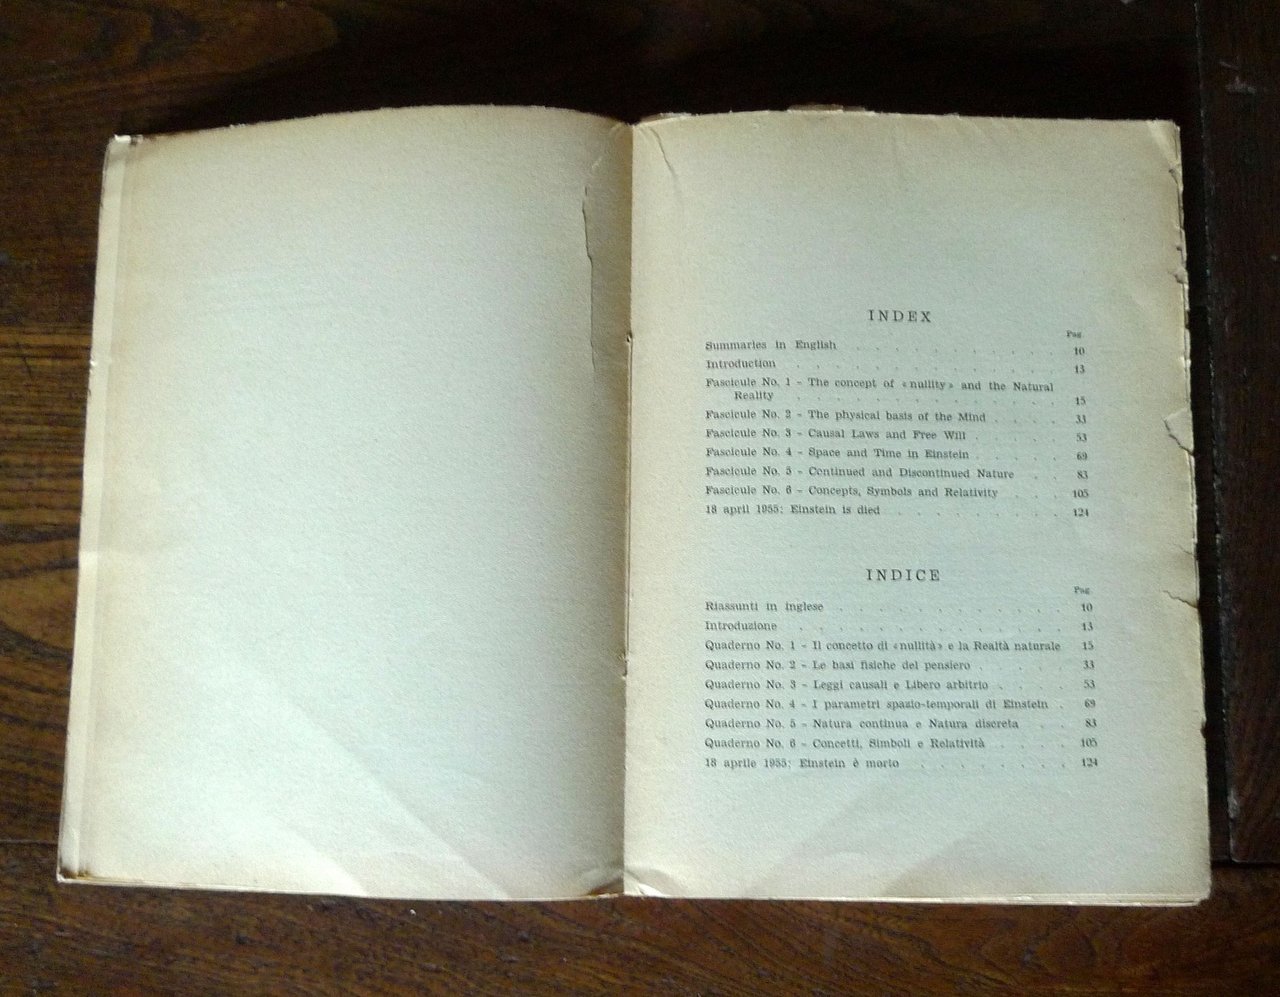 INDEX
Pag
Summaries in English . . . . . . . . . . . 10
Introduction . . . . . . . . . . . . . . 13
Fascicule No. 1 - The concept of «nullity» and the Natural
Reality . . . . . . . . . . . . . . 15
Fascicule No. 2 - The physical basis of the Mind . . . . 33
Fascicule No. 3 - Causal Laws and Free Will . . . . . 53
Fascicule No. 4 - Space and Time in Einstein . . . . . 69
Fascicule No. 5 - Continued and Discontinued Nature . . 83
Fascicule No. 6 - Concepts, Symbols and Relativity . . . 105
18 april 1955: Einstein is died . . . . . . . . . 124
INDICE
Pag
Riassunti in inglese . . . . . . . . . . . . 10
Introduzione . . . . . . . . . . . . . . 13
Quaderno No. 1 - Il concetto di «nullità» e la Realtà naturale 15
Quaderno No. 2 - Le basi fisiche del pensiero . . . . . 33
Quaderno No. 3 - Leggi causali e Libero arbitrio . . . . 53
Quaderno No. 4 - I parametri spazio-temporali di Einstein . 69
Quaderno No. 5 - Natura continua e Natura discreta . . 83
Quaderno No. 6 - Concetti, Simboli e Relatività . . . . 105
18 aprile 1955: Einstein è morto . . . . . . . . 124